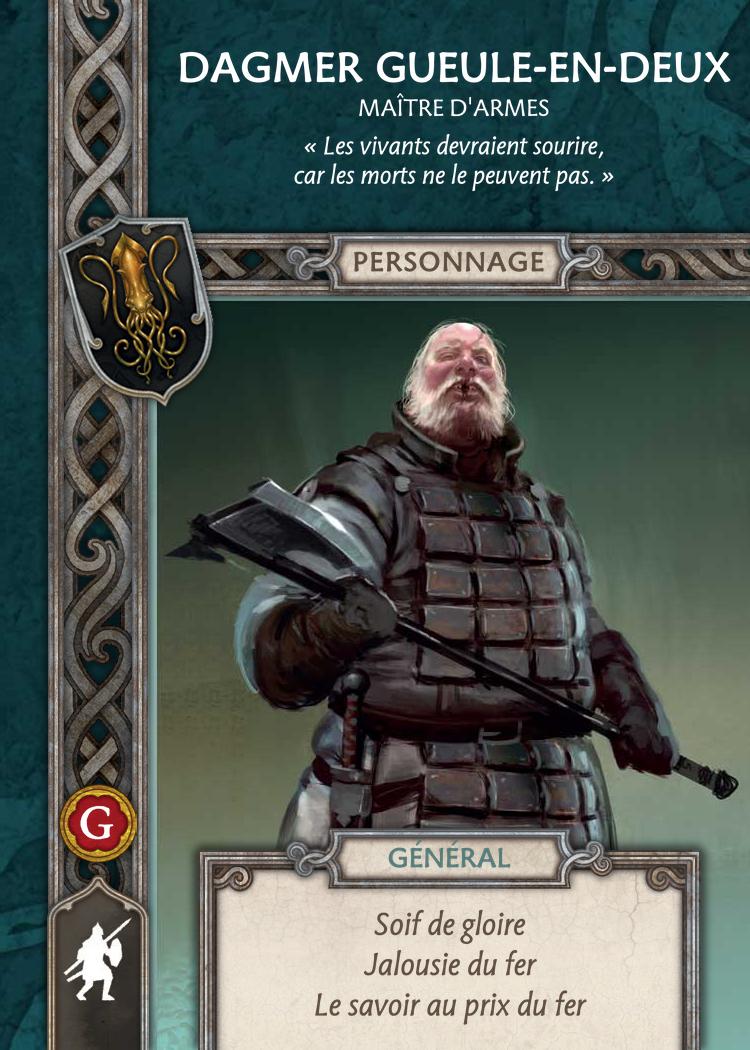 DAGMER GUEULE-EN-DEUX
MAÎTRE D'ARMES
« Les vivants devraient sourire,
car les morts ne le peuvent pas. »
PERSONNAGE
G
GÉNÉRAL
Soif de gloire
Jalousie du fer
Le savoir au prix du fer